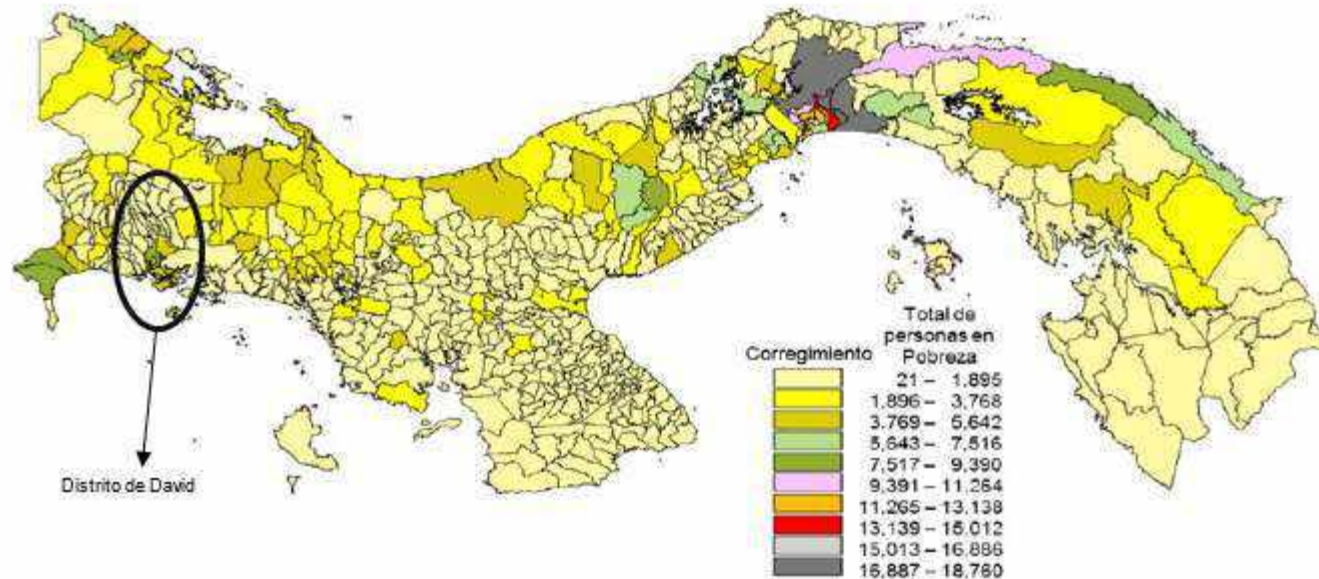 Total de
personas en
Corregimiento Pobreza
21 – 1,895
1,896 – 3,768
3,769 – 5,642
5,643 – 7,516
7,517 – 9,390
9,391 – 11,264
11,265 – 13,138
13,139 – 15,012
15,013 – 16,886
16,887 – 18,760
Distrito de David